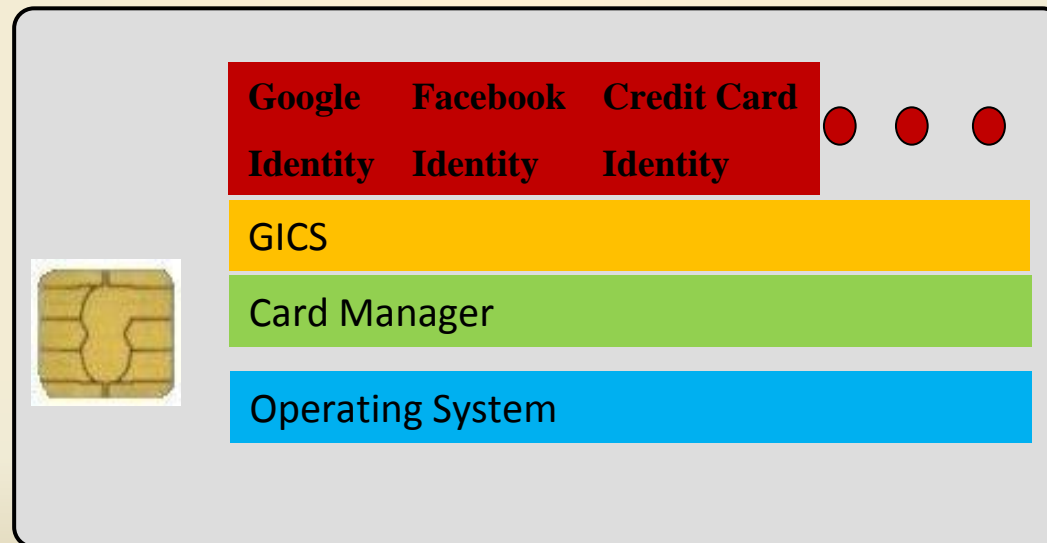 Google Facebook Credit Card
Identity Identity Identity
GICS
Card Manager
Operating System